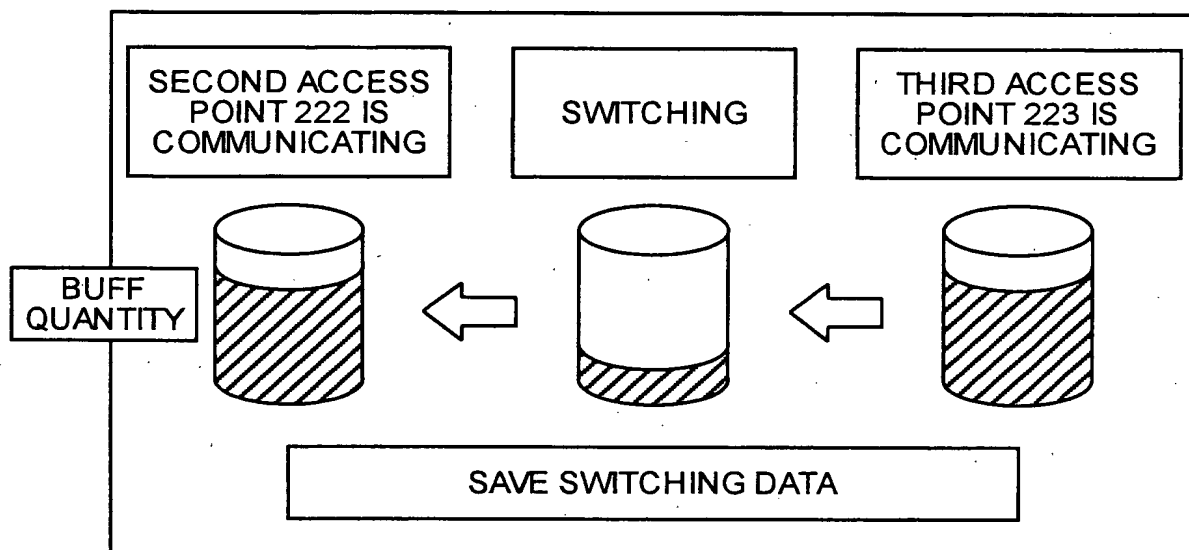 SECOND ACCESS
POINT 222 IS
COMMUNICATING
SWITCHING
THIRD ACCESS
POINT 223 IS
COMMUNICATING
BUFF
QUANTITY
SAVE SWITCHING DATA